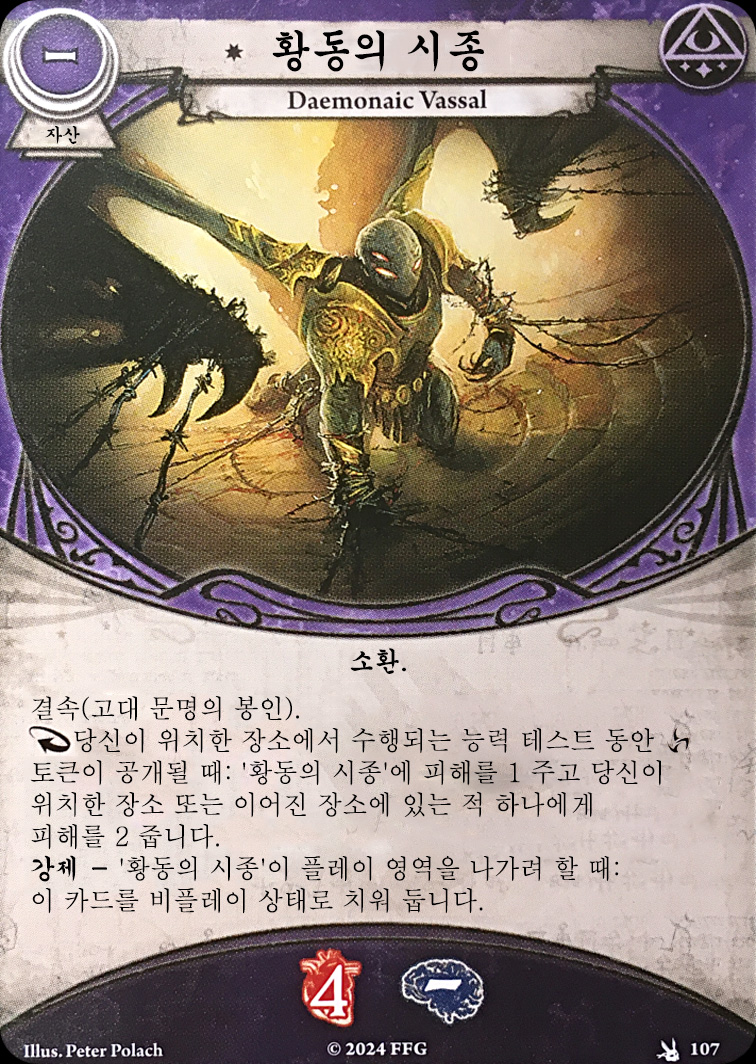 –
황동의 시종
자산
Daemonaic Vassal
소환.
결속(고대 문명의 봉인).
당신이 위치한 장소에서 수행되는 능력 테스트 동안
토큰이 공개될 때: '황동의 시종'에 피해를 1 주고 당신이
위치한 장소 또는 이어진 장소에 있는 적 하나에게
피해를 2 줍니다.
강제 – '황동의 시종'이 플레이 영역을 나가려 할 때:
이 카드를 비플레이 상태로 치워 둡니다.
4 –
Illus. Peter Polach © 2024 FFG 107